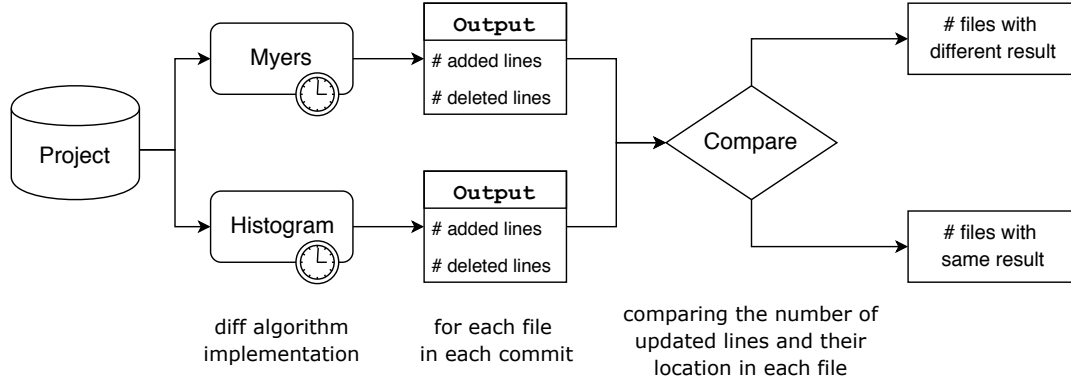 Project
Myers
Histogram
diff algorithm
implementation
Output
# added lines
# deleted lines
Output
# added lines
# deleted lines
for each file
in each commit
Compare
comparing the number of
updated lines and their
location in each file
# files with
different result
# files with
same result